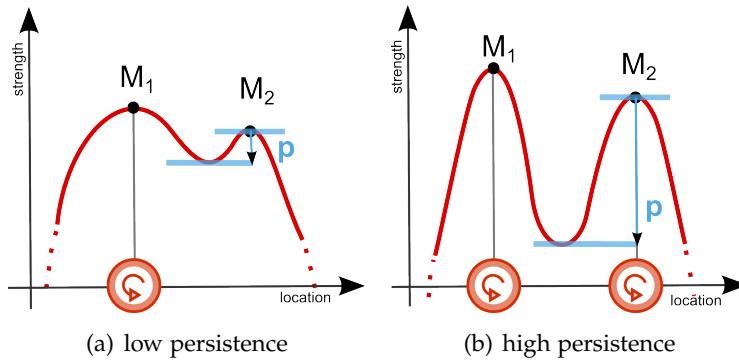 strength
M1
M2
p
location
(a) low persistence
strength
M1
M2
p
location
(b) high persistence